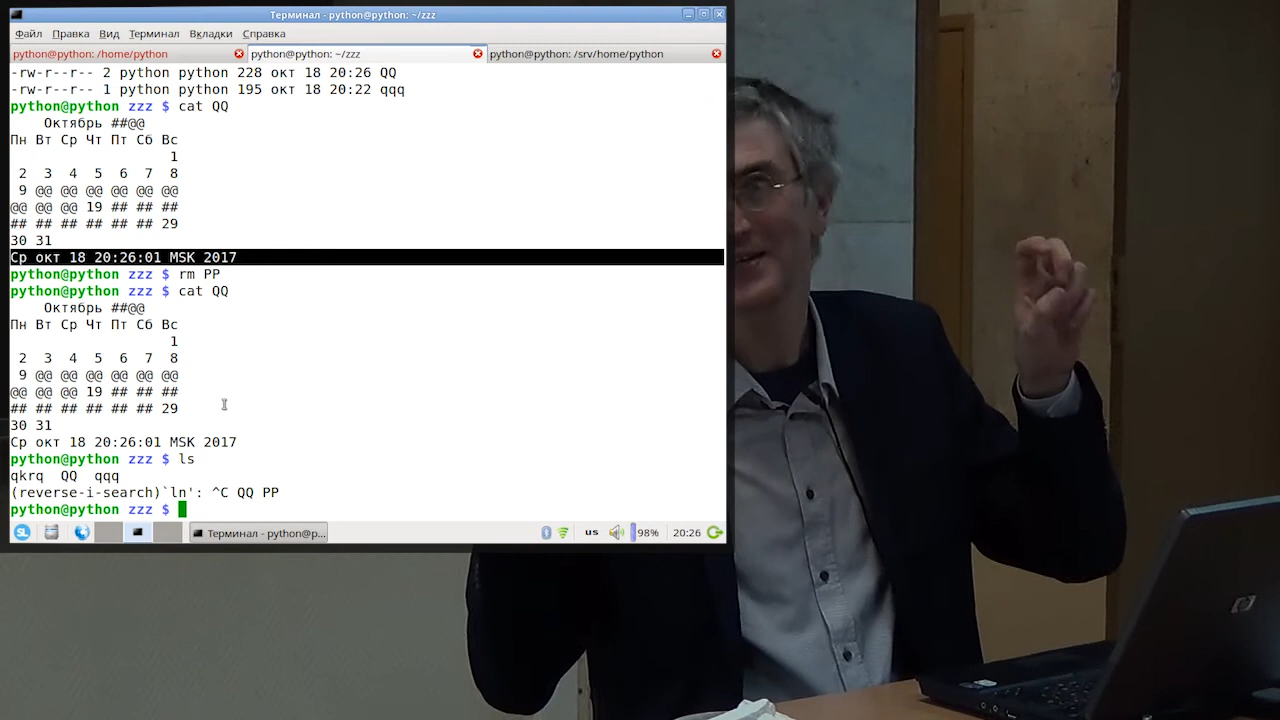 Терминал - python@python: ~/zzz
Файл Правка Вид Терминал Вкладки Справка
python@python: /home/python python@python: ~/zzz python@python: /srv/home/python
-rw-r--r-- 2 python python 228 окт 18 20:26 QQ
-rw-r--r-- 1 python python 195 окт 18 20:22 qqq
python@python zzz $ cat QQ
Октябрь ##@@
Пн Вт Ср Чт Пт Сб Вс
1
2 3 4 5 6 7 8
9 @@ @@ @@ @@ @@ @@
@@ @@ @@ 19 ## ## ##
## ## ## ## ## ## 29
30 31
Ср окт 18 20:26:01 MSK 2017
python@python zzz $ rm PP
python@python zzz $ cat QQ
Октябрь ##@@
Пн Вт Ср Чт Пт Сб Вс
1
2 3 4 5 6 7 8
9 @@ @@ @@ @@ @@ @@
@@ @@ @@ 19 ## ## ##
## ## ## ## ## ## 29
30 31
Ср окт 18 20:26:01 MSK 2017
python@python zzz $ ls
qkrq QQ qqq
(reverse-i-search)`ln': ^C QQ PP
python@python zzz $
SL Терминал - python@p... us 98% 20:26
hp